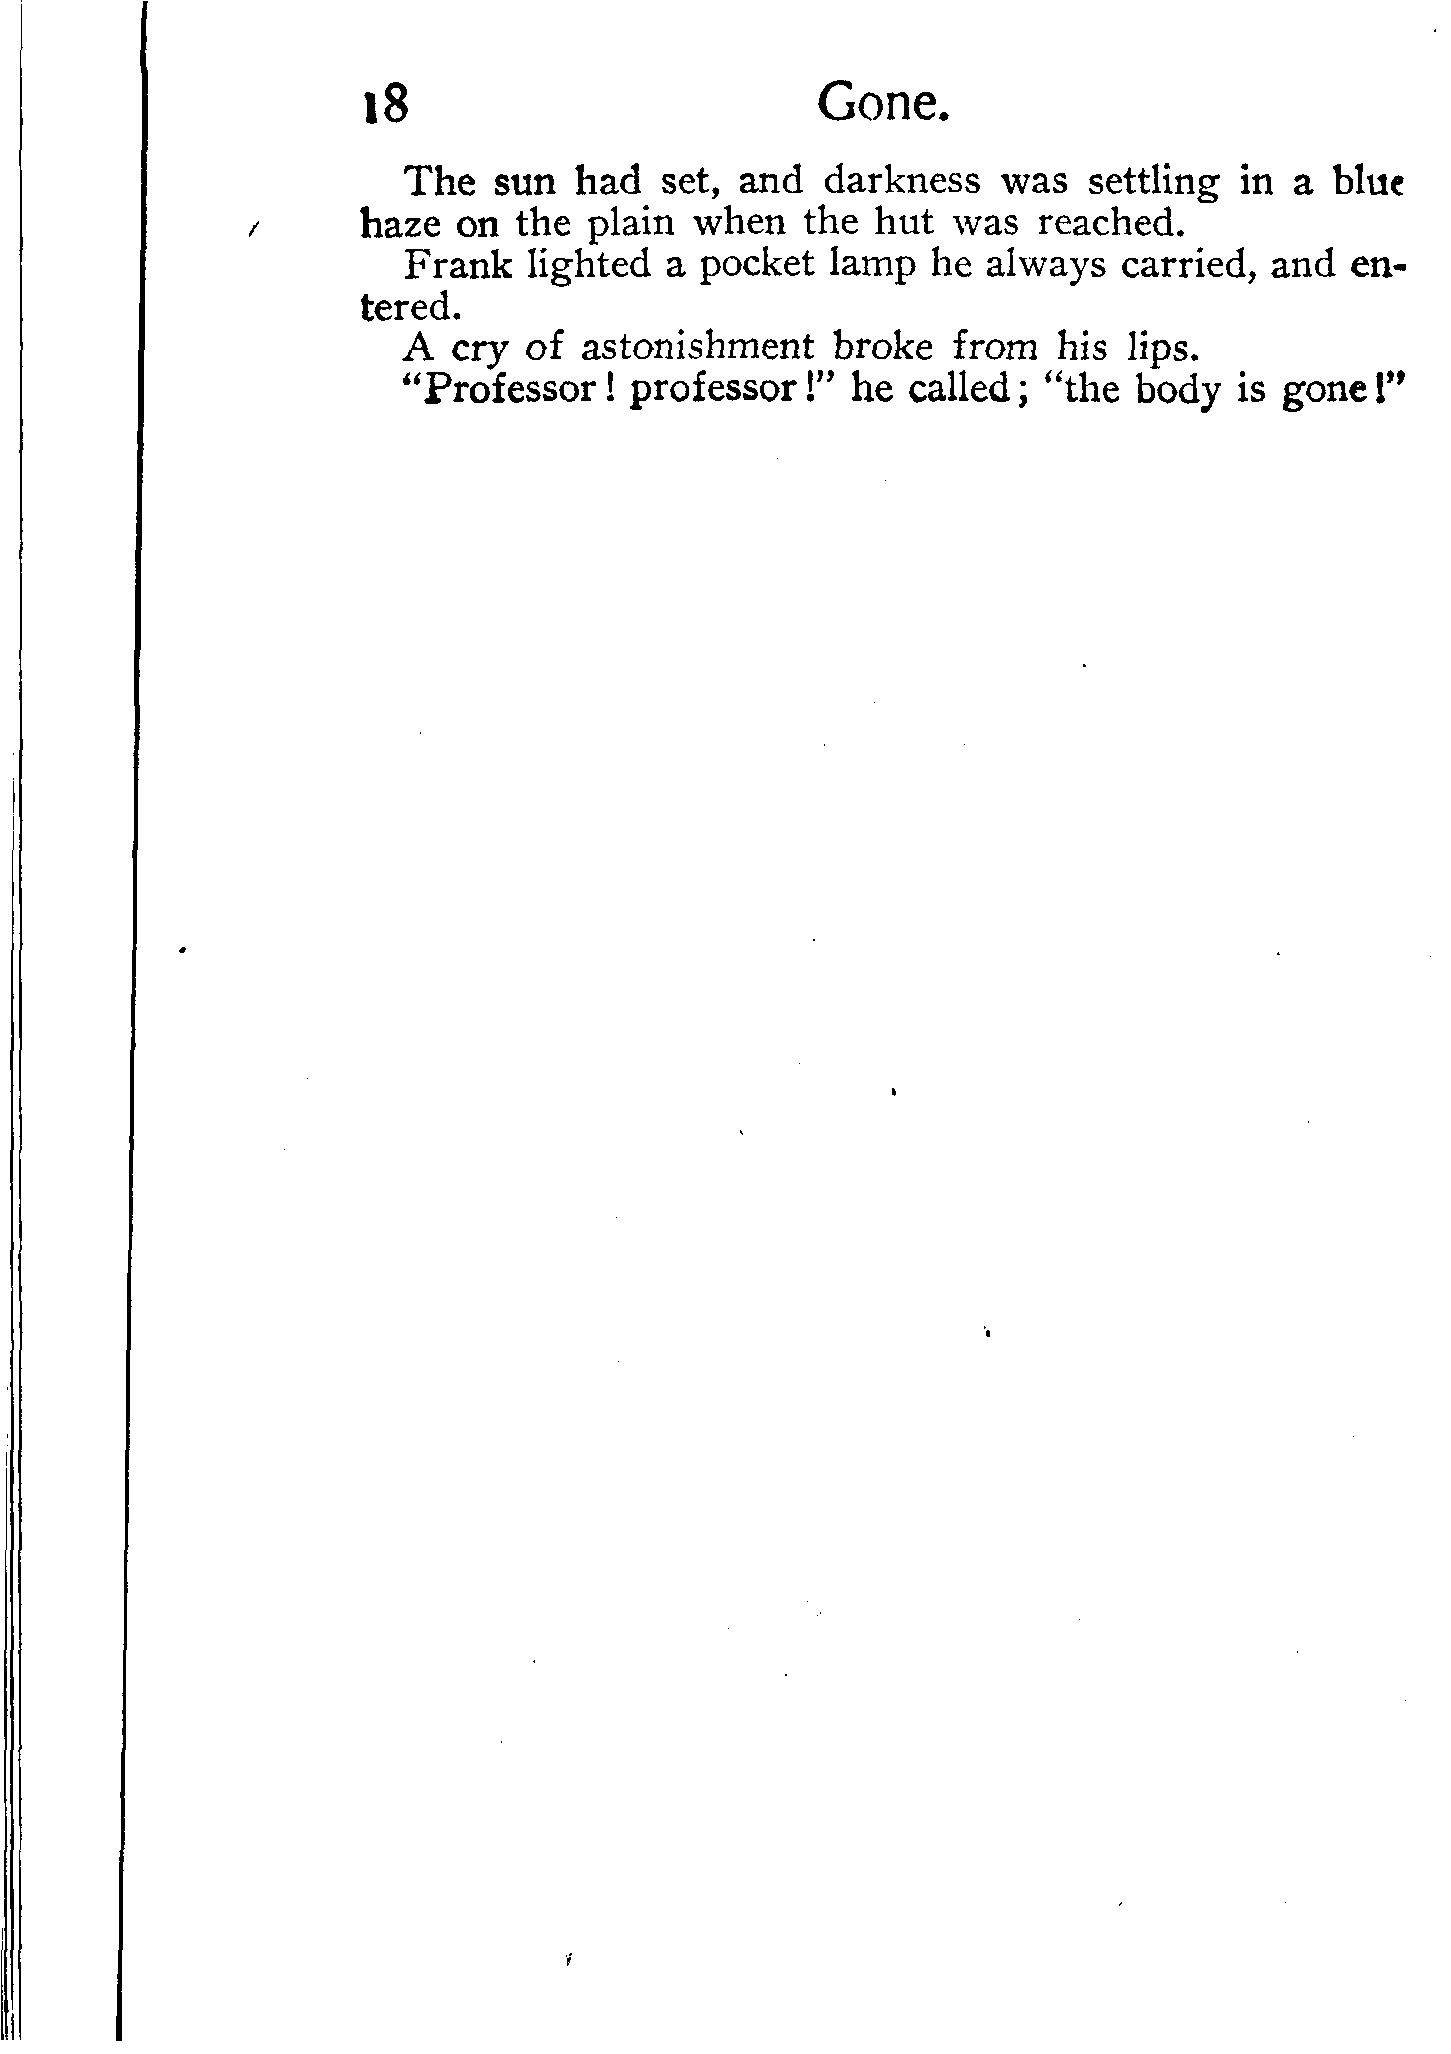 18 Gone.
The sun had set, and darkness was settling in a blue
haze on the plain when the hut was reached.
Frank lighted a pocket lamp he always carried, and en-
tered.
A cry of astonishment broke from his lips.
“Professor! professor!” he called; “the body is gone!”